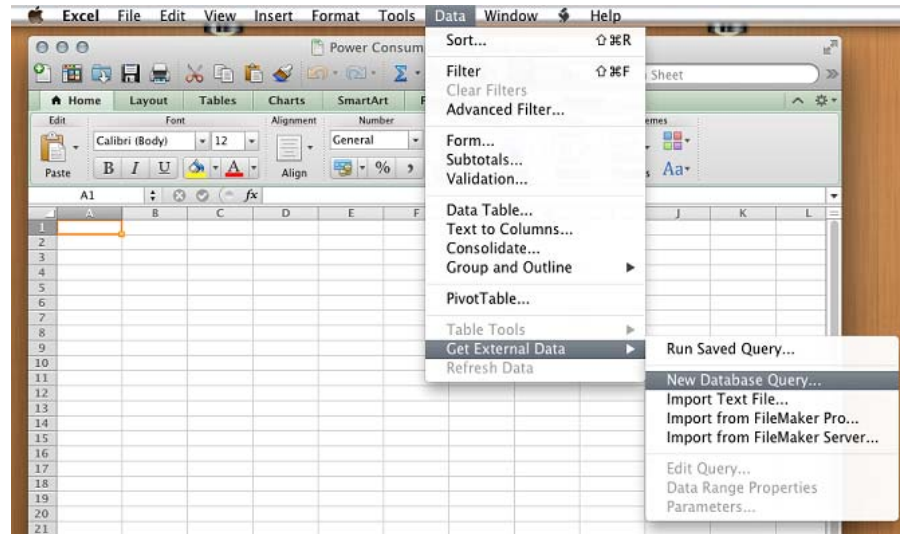 Excel File Edit View Insert Format Tools Data Window Help
Power Consum
Sheet
Home Layout Tables Charts SmartArt
Edit Font Alignment Number emes
Calibri (Body) 12 General
Paste B I U A Align % , Aa
A1 fx
A B C D E F J K L
1
2
3
4
5
6
7
8
9
10
11
12
13
14
15
16
17
18
19
20
21
Sort... ⇧⌘R
Filter ⇧⌘F
Clear Filters
Advanced Filter...
Form...
Subtotals...
Validation...
Data Table...
Text to Columns...
Consolidate...
Group and Outline
PivotTable...
Table Tools
Get External Data
Refresh Data
Run Saved Query...
New Database Query...
Import Text File...
Import from FileMaker Pro...
Import from FileMaker Server...
Edit Query...
Data Range Properties
Parameters...